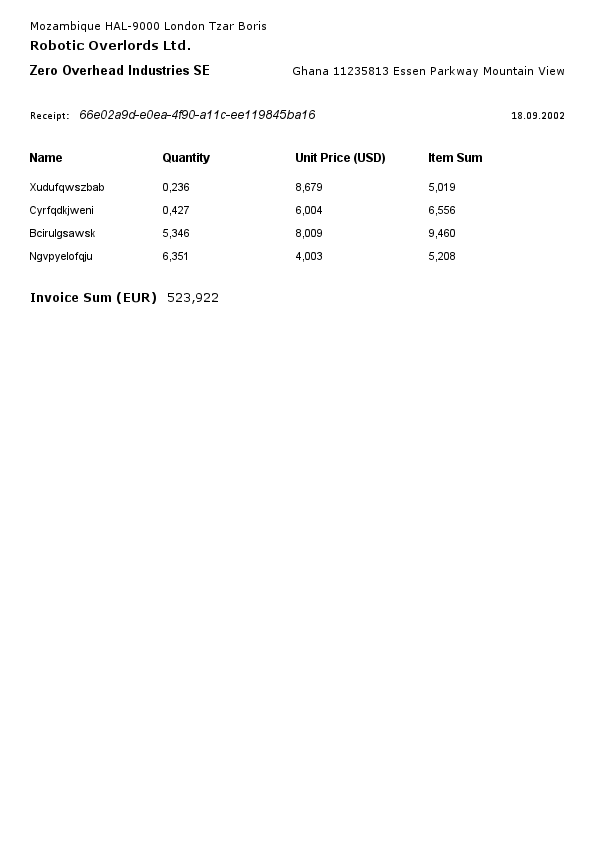 Mozambique HAL-9000 London Tzar Boris
Robotic Overlords Ltd.
Zero Overhead Industries SE Ghana 11235813 Essen Parkway Mountain View
Receipt: 66e02a9d-e0ea-4f90-a11c-ee119845ba16 18.09.2002
Name Quantity Unit Price (USD) Item Sum
Xudufqwszbab 0,236 8,679 5,019
Cyrfqdkjweni 0,427 6,004 6,556
Bcirulgsawsk 5,346 8,009 9,460
Ngvpyelofqju 6,351 4,003 5,208
Invoice Sum (EUR) 523,922